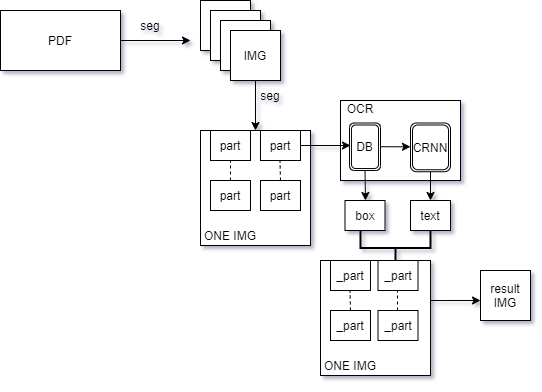 PDF
seg
IMG
seg
OCR
part
part
DB
CRNN
part
part
box
text
ONE IMG
_part
_part
result
IMG
_part
_part
ONE IMG